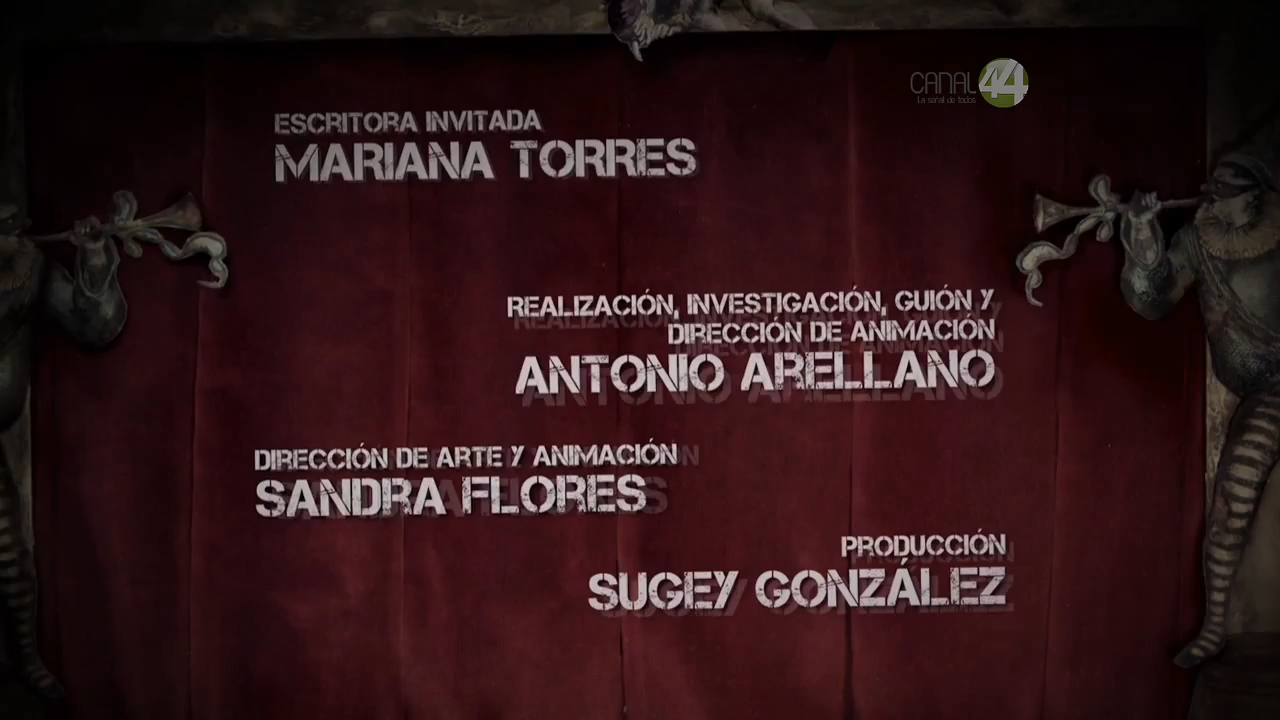 CANAL 44
La señal de todos
ESCRITORA INVITADA
MARIANA TORRES
REALIZACIÓN, INVESTIGACIÓN, GUIÓN Y
DIRECCIÓN DE ANIMACIÓN
ANTONIO ARELLANO
DIRECCIÓN DE ARTE Y ANIMACIÓN
SANDRA FLORES
PRODUCCIÓN
SUGEY GONZÁLEZ